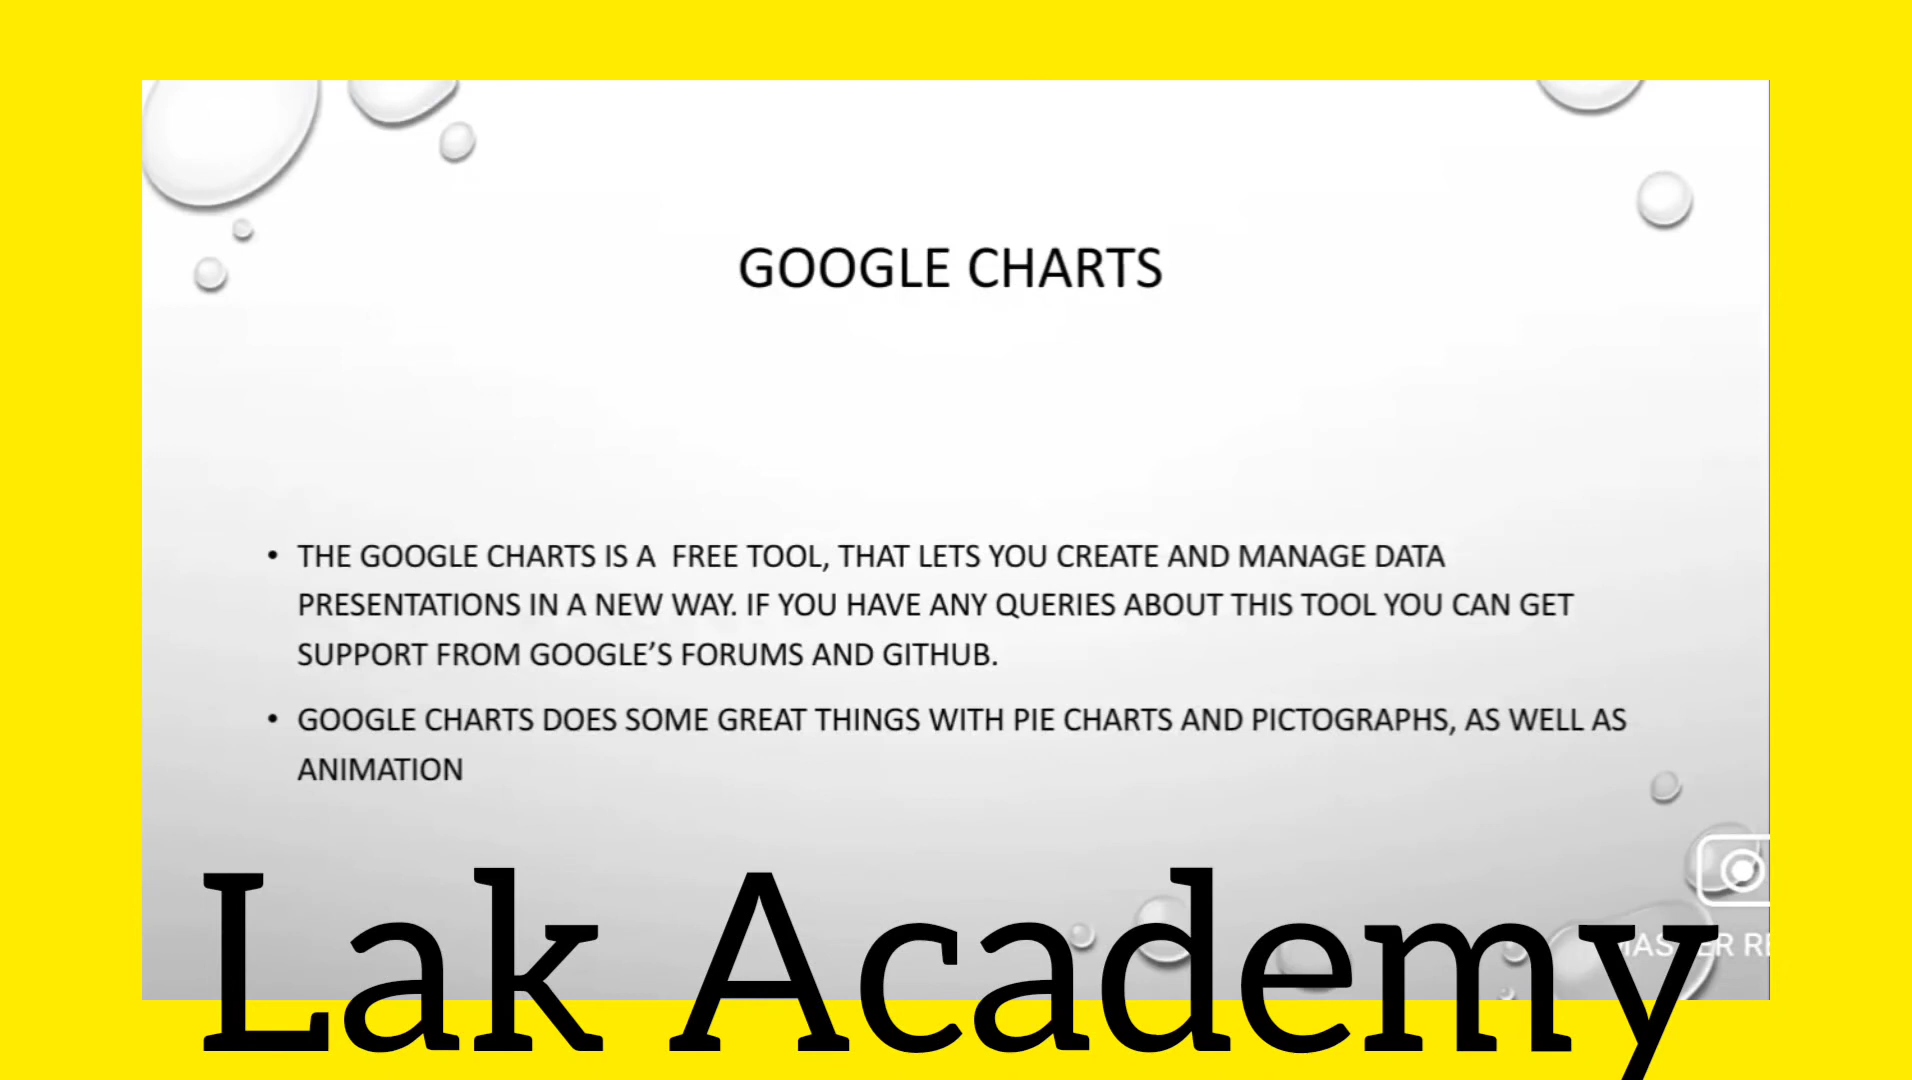 GOOGLE CHARTS
• THE GOOGLE CHARTS IS A  FREE TOOL, THAT LETS YOU CREATE AND MANAGE DATA
PRESENTATIONS IN A NEW WAY. IF YOU HAVE ANY QUERIES ABOUT THIS TOOL YOU CAN GET
SUPPORT FROM GOOGLE’S FORUMS AND GITHUB.
• GOOGLE CHARTS DOES SOME GREAT THINGS WITH PIE CHARTS AND PICTOGRAPHS, AS WELL AS
ANIMATION
Lak Academy